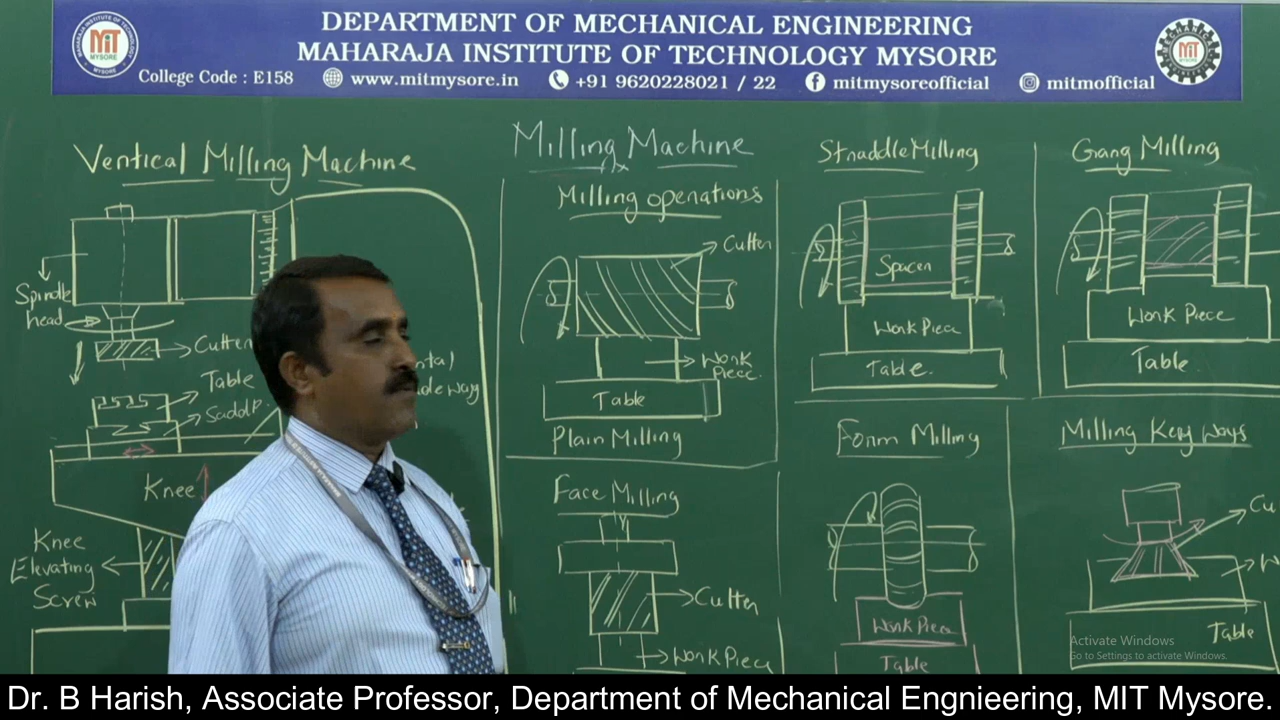 DEPARTMENT OF MECHANICAL ENGINEERING
MAHARAJA INSTITUTE OF TECHNOLOGY MYSORE
College Code : E158 www.mitmysore.in +91 9620228021 / 22 mitmysoreofficial mitmofficial
MIT
MYSORE
MIT
Vertical Milling Machine
Spindle
head
Cutter
Table
Saddle
Knee
Knee
Elevating
Screw
Milling Machine
Milling operations
Cutter
Work
Piece
Table
Plain Milling
Face Milling
Cutter
Work Piece
Straddle Milling
Spacer
Work Piece
Table
Gang Milling
Work Piece
Table
Form Milling
Work Piece
Table
Milling Key Ways
Cu
W
Table
Activate Windows
Go to Settings to activate Windows.
Dr. B Harish, Associate Professor, Department of Mechanical Engnieering, MIT Mysore.